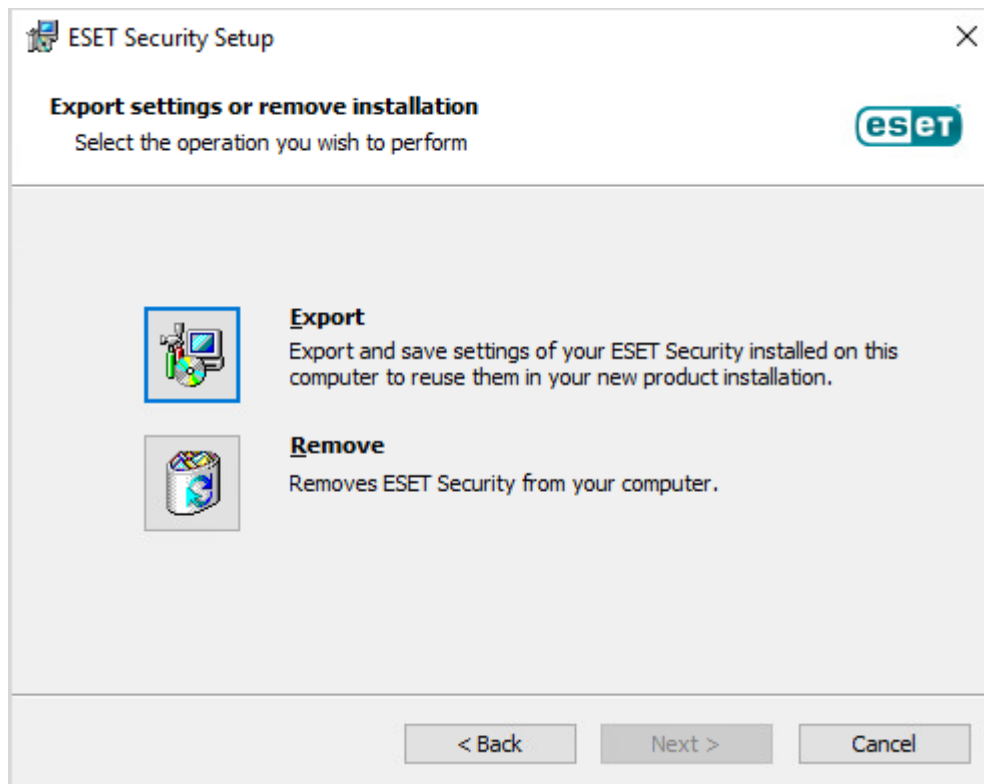 ESET Security Setup
Export settings or remove installation
Select the operation you wish to perform
eset
Export
Export and save settings of your ESET Security installed on this
computer to reuse them in your new product installation.
Remove
Removes ESET Security from your computer.
< Back
Next >
Cancel